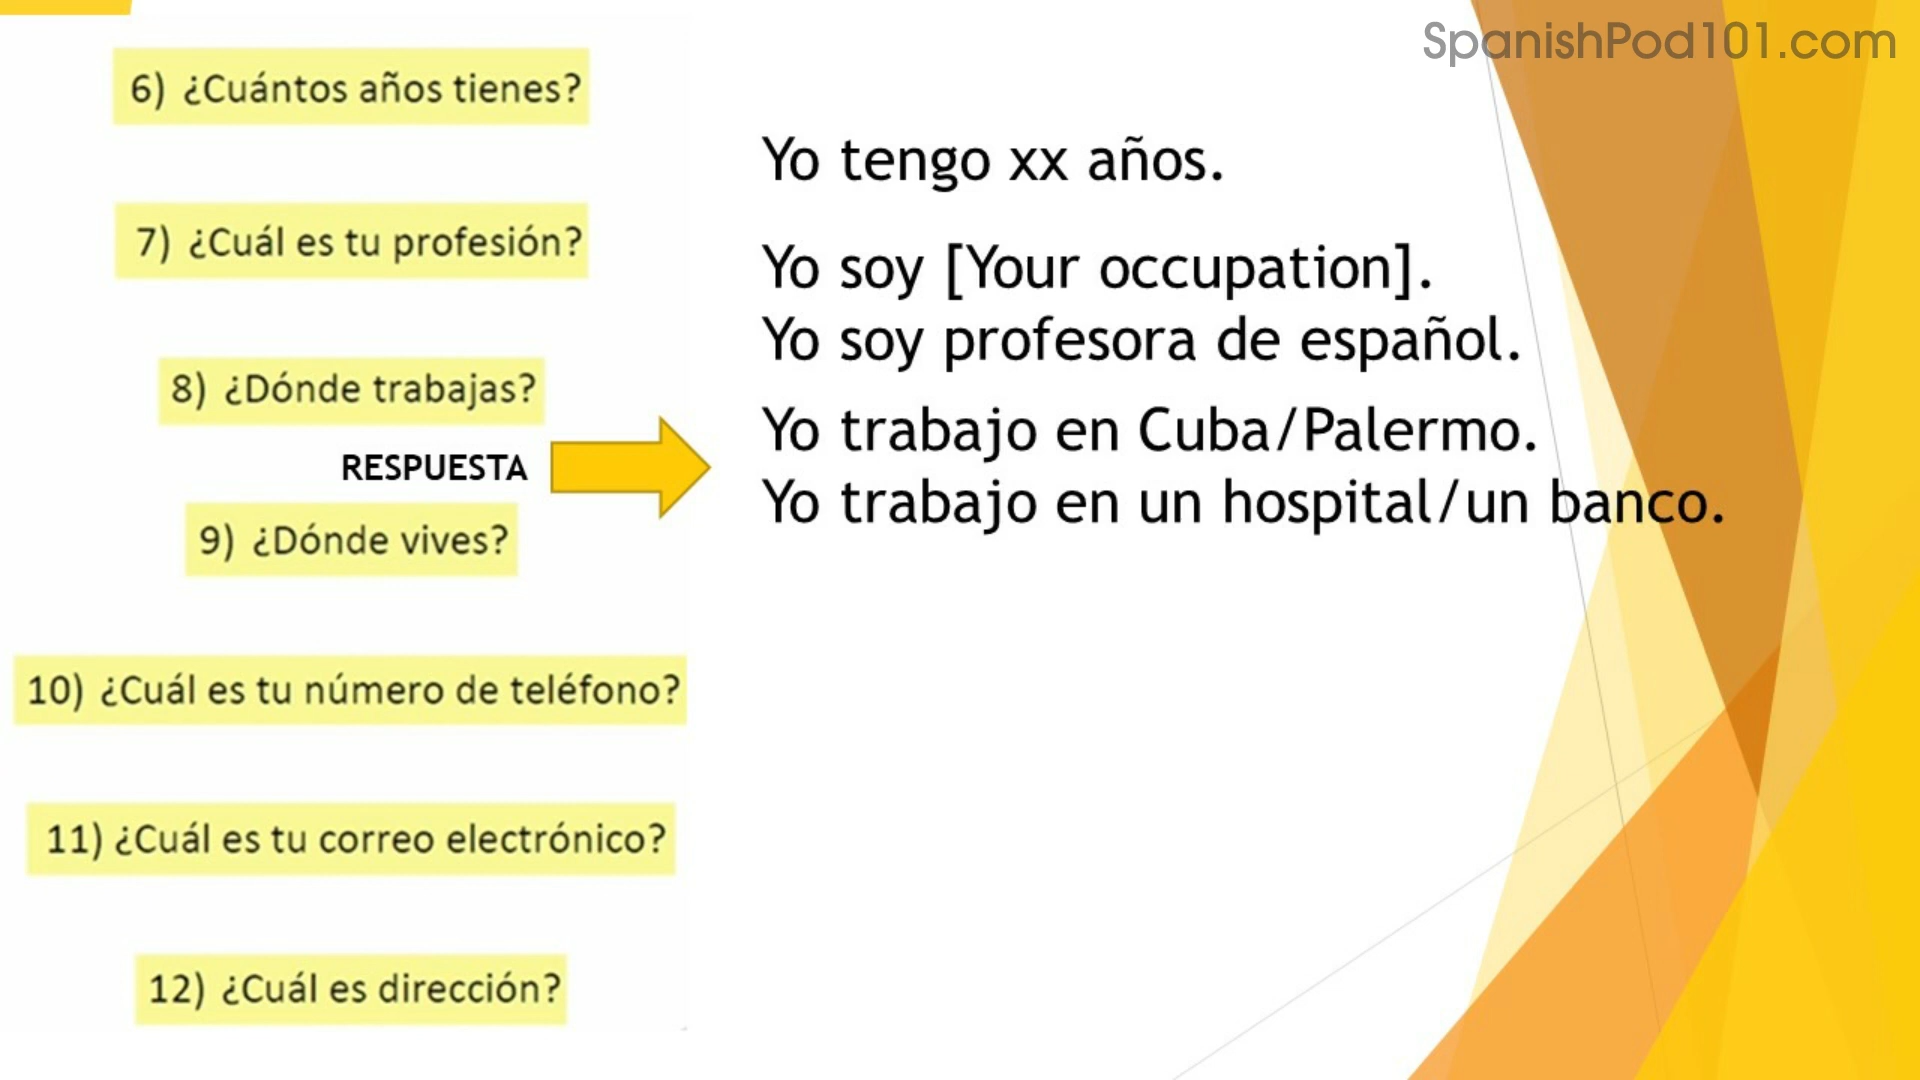 SpanishPod101.com
6) ¿Cuántos años tienes?
7) ¿Cuál es tu profesión?
8) ¿Dónde trabajas?
RESPUESTA
9) ¿Dónde vives?
10) ¿Cuál es tu número de teléfono?
11) ¿Cuál es tu correo electrónico?
12) ¿Cuál es dirección?
Yo tengo xx años.
Yo soy [Your occupation].
Yo soy profesora de español.
Yo trabajo en Cuba/Palermo.
Yo trabajo en un hospital/un banco.